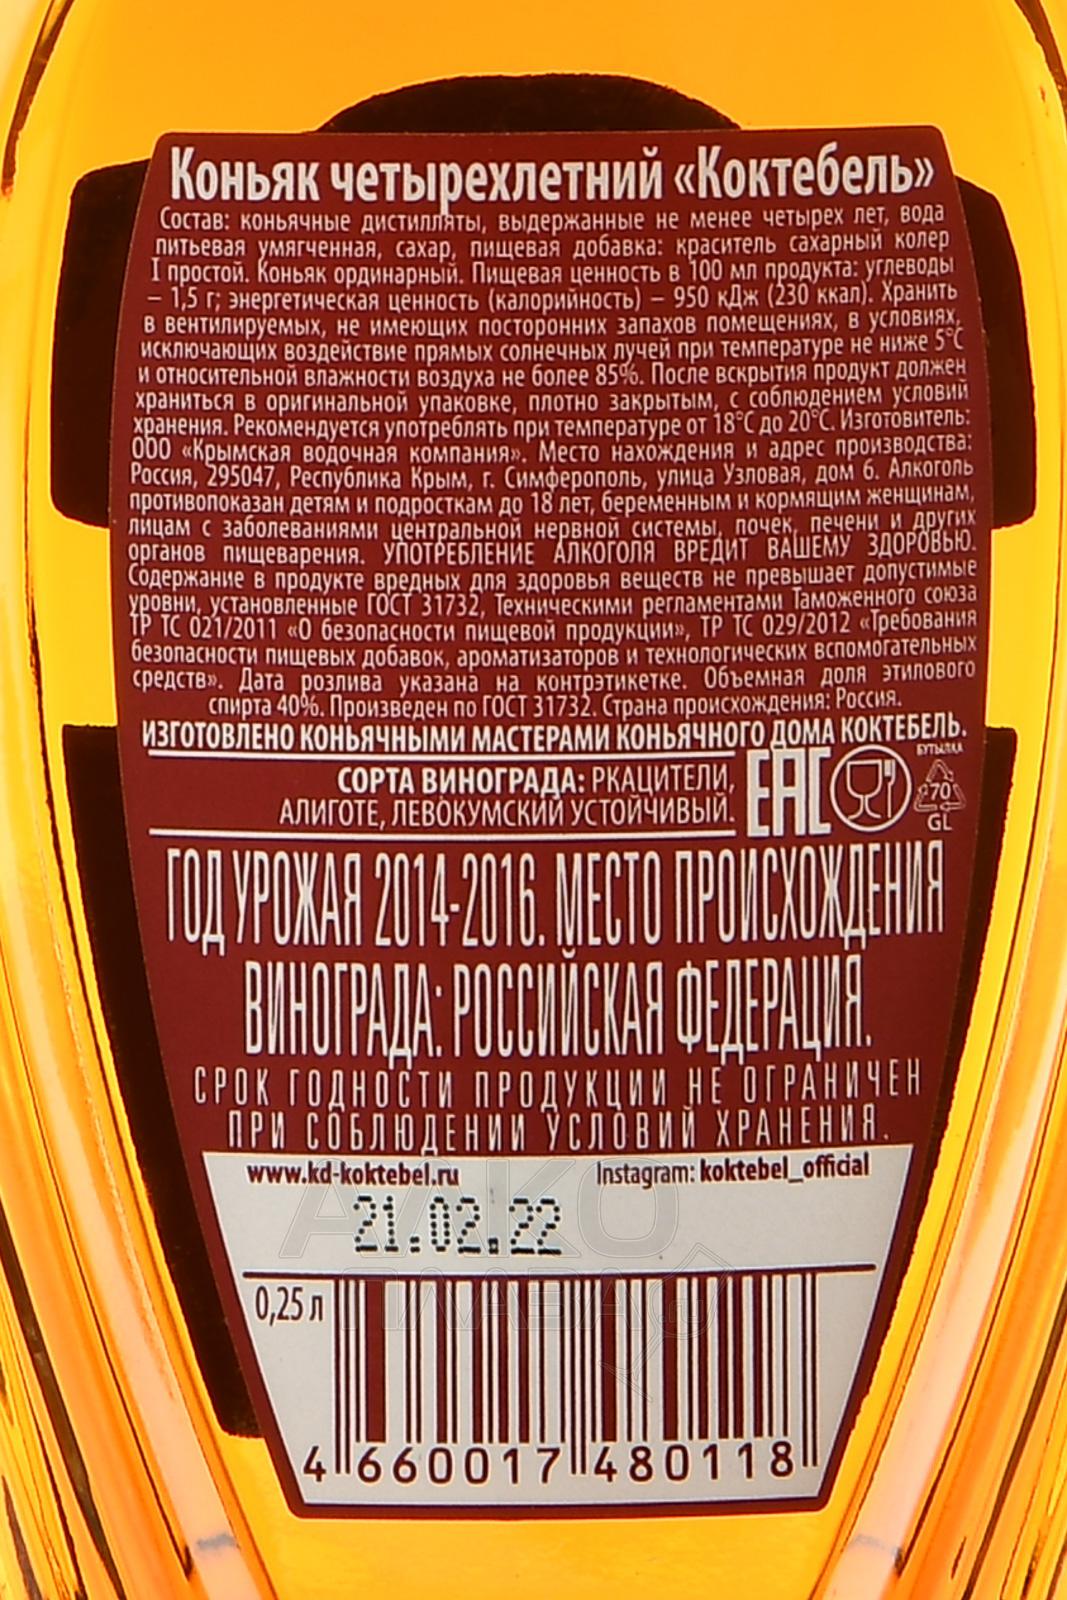 Коньяк четырехлетний «Коктебель»
Состав: коньячные дистилляты, выдержанные не менее четырех лет, вода
питьевая умягченная, сахар, пищевая добавка: краситель сахарный колер
I простой. Коньяк ординарный. Пищевая ценность в 100 мл продукта: углеводы
– 1,5 г; энергетическая ценность (калорийность) – 950 кДж (230 ккал). Хранить
в вентилируемых, не имеющих посторонних запахов помещениях, в условиях,
исключающих воздействие прямых солнечных лучей при температуре не ниже 5°С
и относительной влажности воздуха не более 85%. После вскрытия продукт должен
храниться в оригинальной упаковке, плотно закрытым, с соблюдением условий
хранения. Рекомендуется употреблять при температуре от 18°С до 20°С. Изготовитель:
ООО «Крымская водочная компания». Место нахождения и адрес производства:
Россия, 295047, Республика Крым, г. Симферополь, улица Узловая, дом 6. Алкоголь
противопоказан детям и подросткам до 18 лет, беременным и кормящим женщинам,
лицам с заболеваниями центральной нервной системы, почек, печени и других
органов пищеварения. УПОТРЕБЛЕНИЕ АЛКОГОЛЯ ВРЕДИТ ВАШЕМУ ЗДОРОВЬЮ.
Содержание в продукте вредных для здоровья веществ не превышает допустимые
уровни, установленные ГОСТ 31732, Техническими регламентами Таможенного союза
ТР ТС 021/2011 «О безопасности пищевой продукции», ТР ТС 029/2012 «Требования
безопасности пищевых добавок, ароматизаторов и технологических вспомогательных
средств». Дата розлива указана на контрэтикетке. Объемная доля этилового
спирта 40%. Произведен по ГОСТ 31732. Страна происхождения: Россия.
ИЗГОТОВЛЕНО КОНЬЯЧНЫМИ МАСТЕРАМИ КОНЬЯЧНОГО ДОМА КОКТЕБЕЛЬ.
СОРТА ВИНОГРАДА: РКАЦИТЕЛИ,
АЛИГОТЕ, ЛЕВОКУМСКИЙ УСТОЙЧИВЫЙ.
EAC
БУТЫЛКА
70
GL
ГОД УРОЖАЯ 2014-2016. МЕСТО ПРОИСХОЖДЕНИЯ
ВИНОГРАДА: РОССИЙСКАЯ ФЕДЕРАЦИЯ.
СРОК ГОДНОСТИ ПРОДУКЦИИ НЕ ОГРАНИЧЕН
ПРИ СОБЛЮДЕНИИ УСЛОВИЙ ХРАНЕНИЯ.
www.kd-koktebel.ru Instagram: koktebel_official
21.02.22
АЛКО
ПЛАВА.ru
0,25 л
4 660017 480118